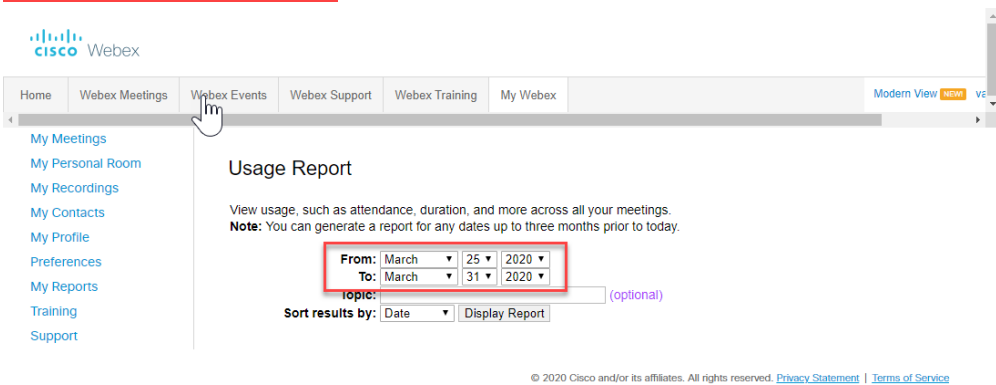 CISCO Webex
Home Webex Meetings Webex Events Webex Support Webex Training My Webex Modern View NEW!
My Meetings
My Personal Room
My Recordings
My Contacts
My Profile
Preferences
My Reports
Training
Support
Usage Report
View usage, such as attendance, duration, and more across all your meetings.
Note: You can generate a report for any dates up to three months prior to today.
From: March 25 2020
To: March 31 2020
Topic: (optional)
Sort results by: Date Display Report
© 2020 Cisco and/or its affiliates. All rights reserved. Privacy Statement | Terms of Service